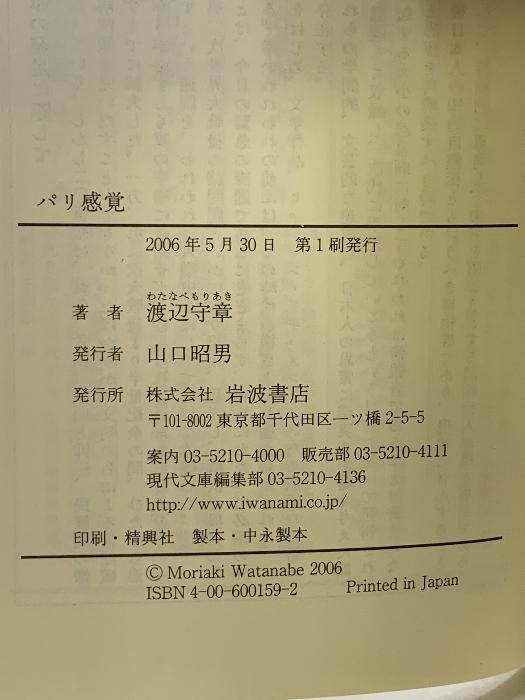 パリ感覚
2006年5月30日　第1刷発行
わたなべもりあき
著　者　渡辺守章
発行者　山口昭男
発行所　株式会社 岩波書店
〒101-8002 東京都千代田区一ツ橋 2-5-5
案内 03-5210-4000　販売部 03-5210-4111
現代文庫編集部 03-5210-4136
http://www.iwanami.co.jp/
印刷・精興社　製本・中永製本
© Moriaki Watanabe 2006
ISBN 4-00-600159-2　Printed in Japan